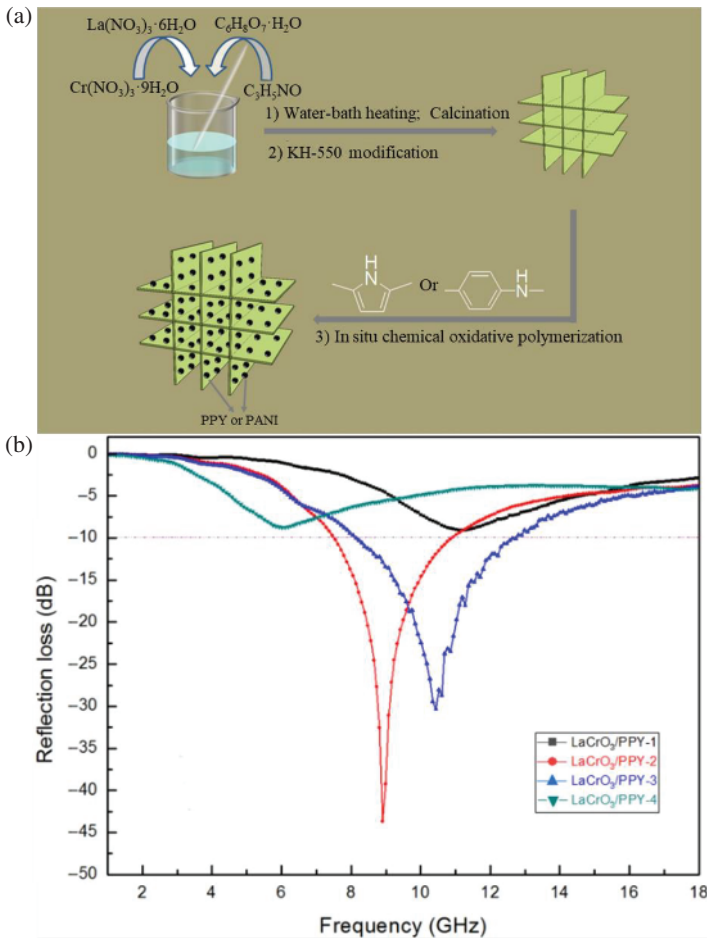 (a)
La(NO₃)₃·6H₂O
C₆H₈O₇·H₂O
Cr(NO₃)₃·9H₂O
C₃H₅NO
1) Water-bath heating; Calcination
2) KH-550 modification
H
N
Or
H
N
3) In situ chemical oxidative polymerization
PPY or PANI
(b)
0
−5
−10
−15
−20
−25
−30
−35
−40
−45
−50
Reflection loss (dB)
LaCrO₃/PPY-1
LaCrO₃/PPY-2
LaCrO₃/PPY-3
LaCrO₃/PPY-4
2 4 6 8 10 12 14 16 18
Frequency (GHz)